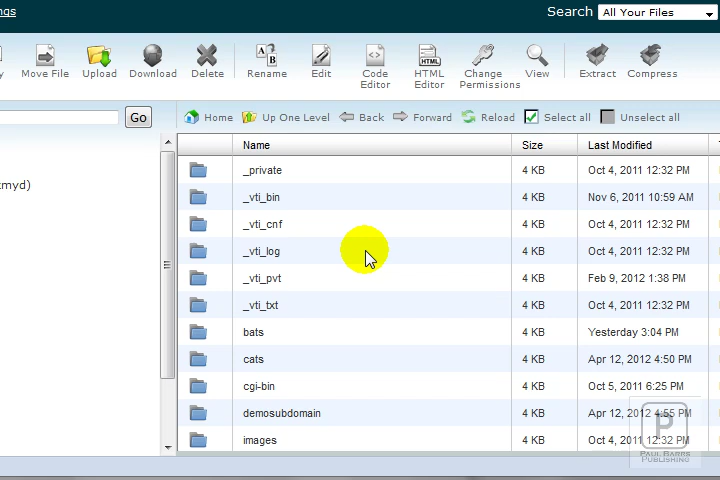 ngs
Search All Your Files
y Move File Upload Download Delete Rename Edit Code Editor HTML Editor Change Permissions View Extract Compress
HTML
Go Home Up One Level Back Forward Reload Select all Unselect all
Name Size Last Modified
_private 4 KB Oct 4, 2011 12:32 PM
kmyd) _vti_bin 4 KB Nov 6, 2011 10:59 AM
_vti_cnf 4 KB Oct 4, 2011 12:32 PM
_vti_log 4 KB Oct 4, 2011 12:32 PM
_vti_pvt 4 KB Feb 9, 2012 1:38 PM
_vti_txt 4 KB Oct 4, 2011 12:32 PM
bats 4 KB Yesterday 3:04 PM
cats 4 KB Apr 12, 2012 4:50 PM
cgi-bin 4 KB Oct 5, 2011 6:25 PM
demosubdomain 4 KB Apr 12, 2012 4:55 PM
images 4 KB Oct 4, 2011 12:32 PM
P
PAUL BARRS
PUBLISHING